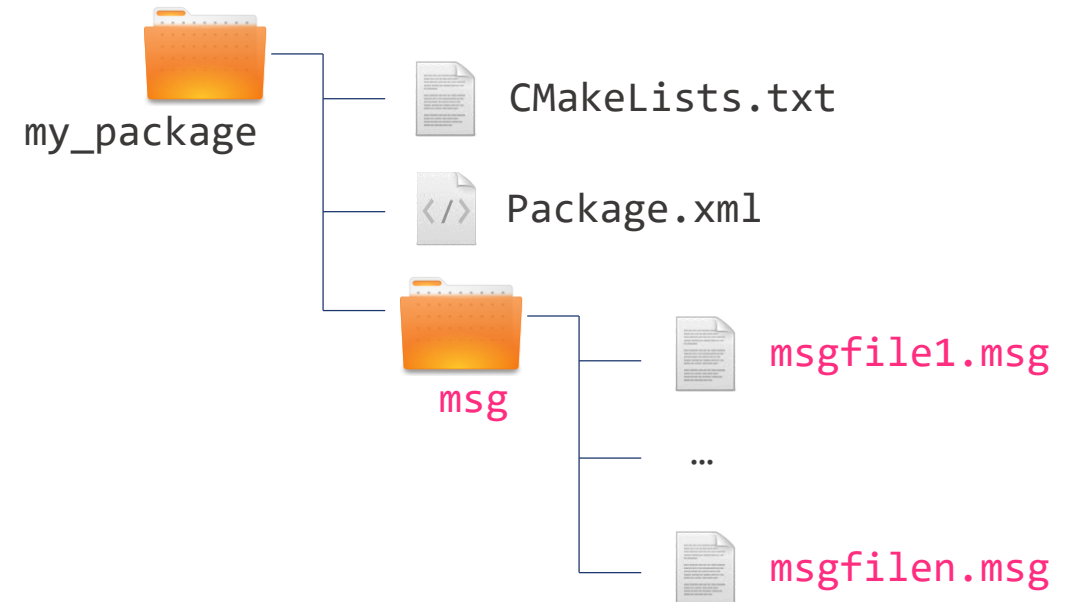 my_package
CMakeLists.txt
Package.xml
msg
msgfile1.msg
…
msgfilen.msg